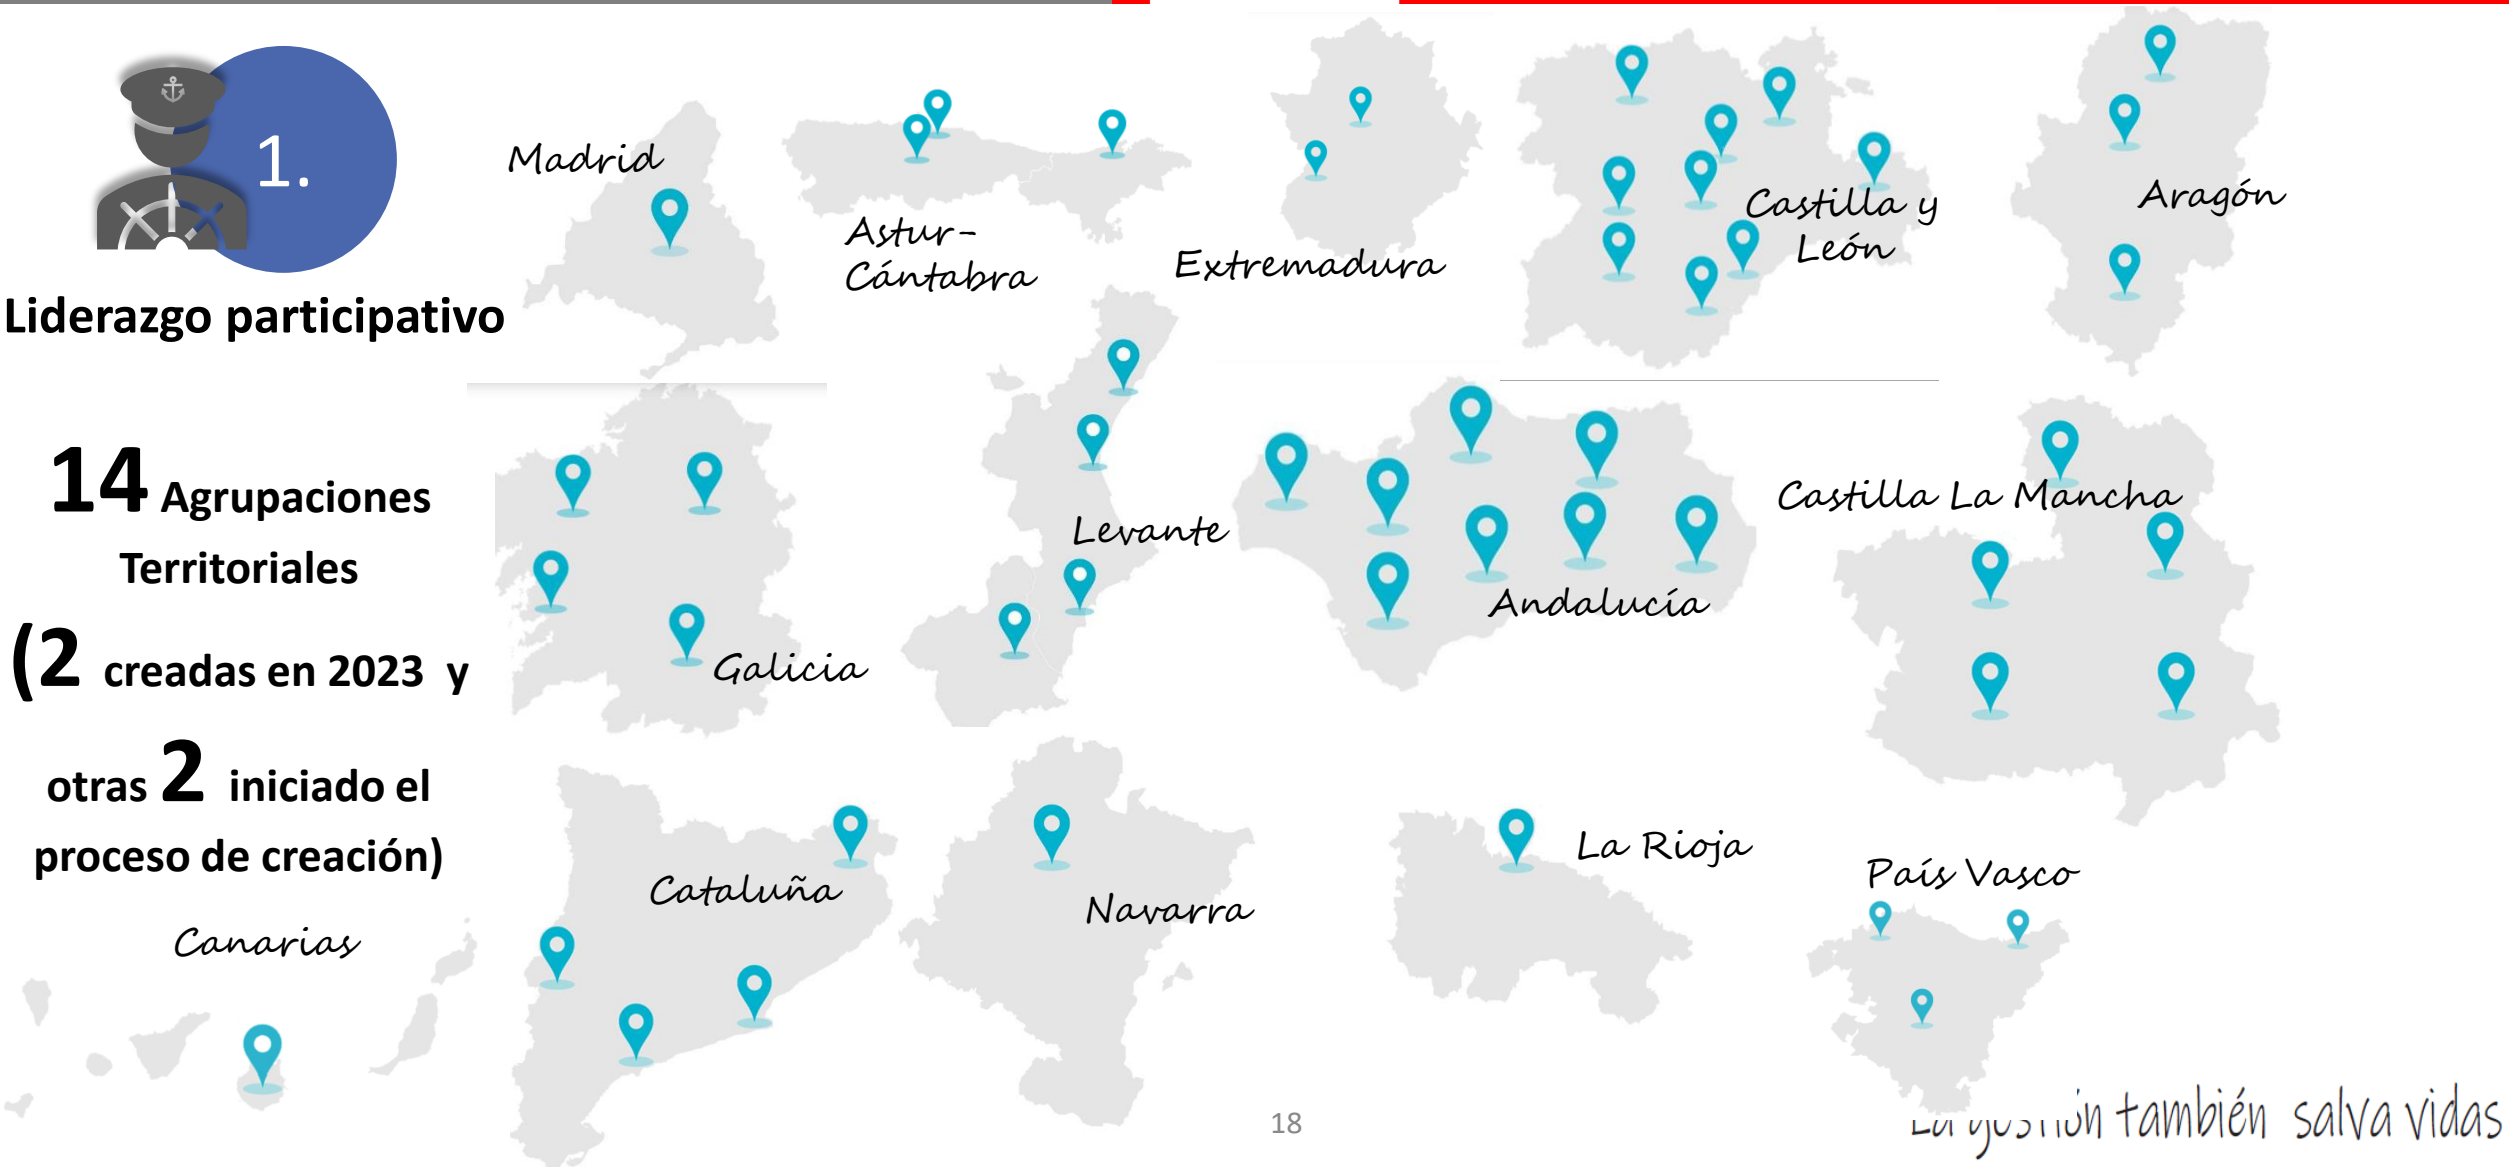 1.
Liderazgo participativo
14 Agrupaciones
Territoriales
(2 creadas en 2023 y
otras 2 iniciado el
proceso de creación)
Madrid
Astur-
Cántabra
Extremadura
Castilla y
León
Aragón
Galicia
Levante
Andalucía
Castilla La Mancha
Canarias
Cataluña
Navarra
La Rioja
País Vasco
18
La gestión también salva vidas